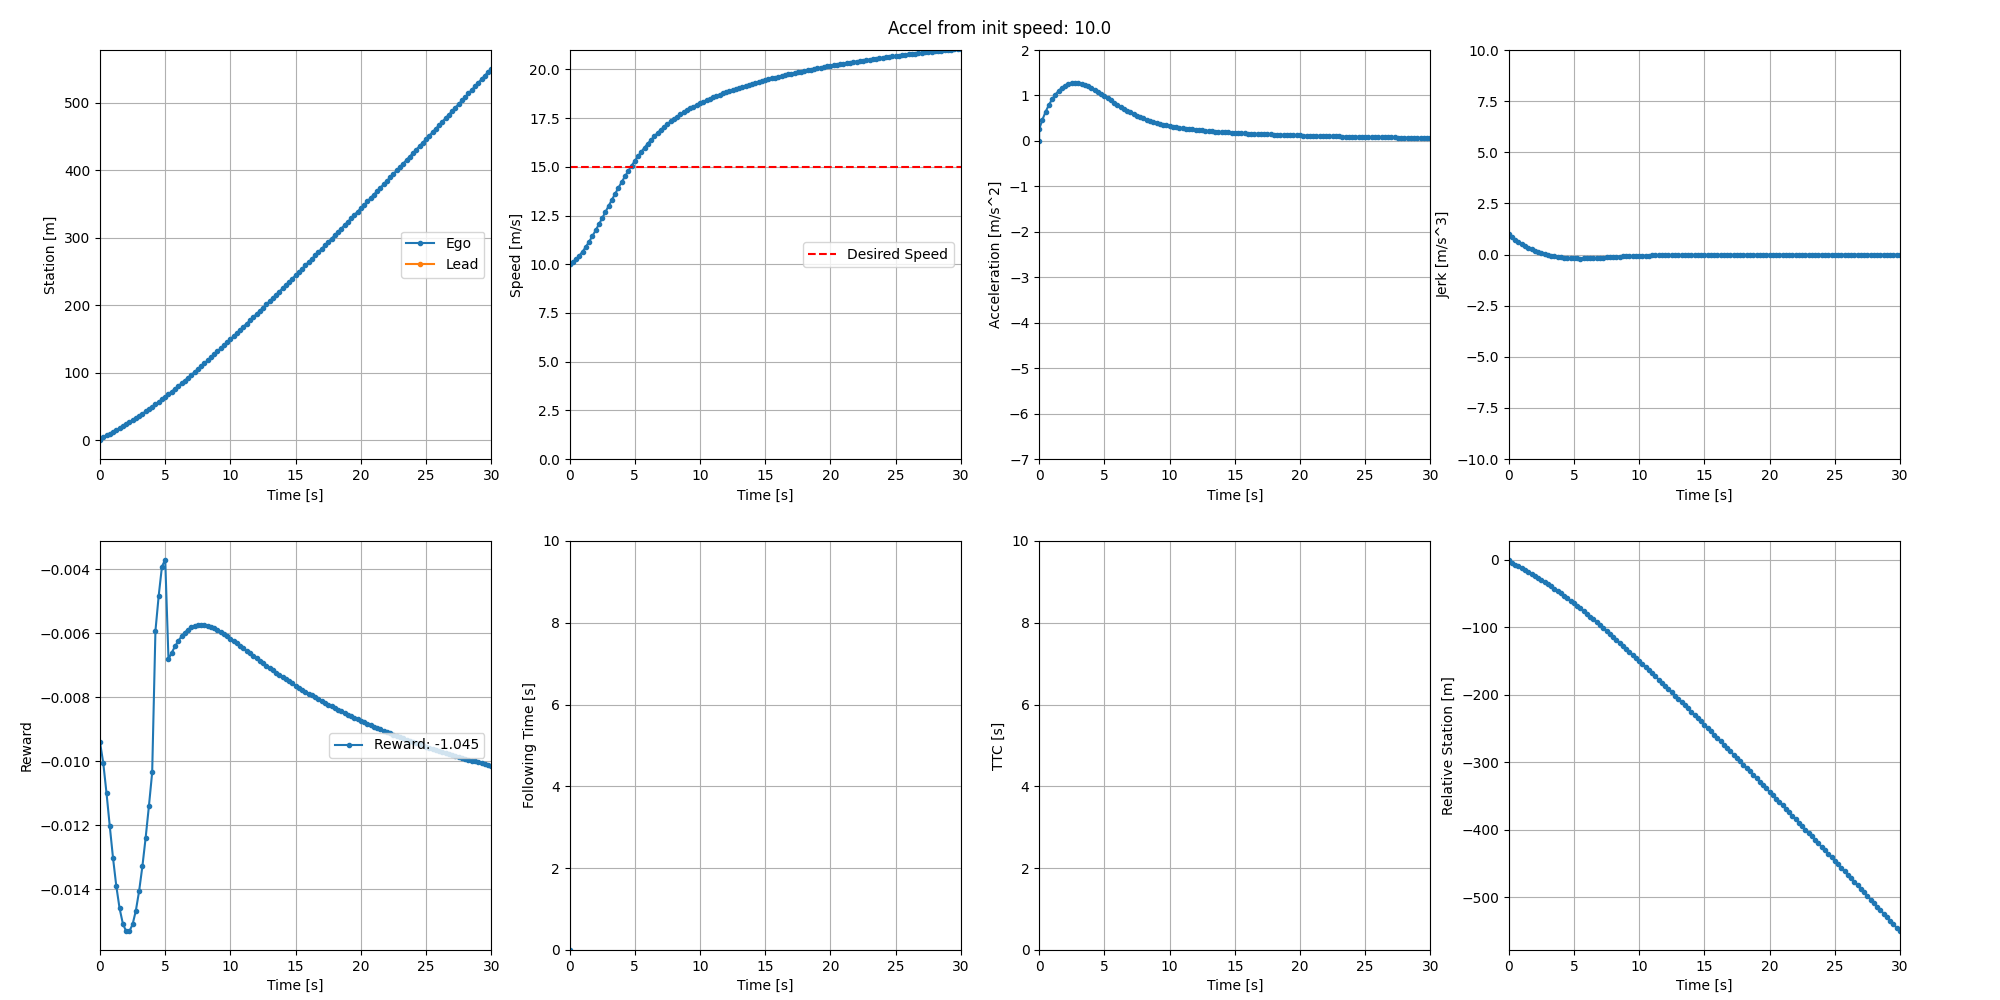 Accel from init speed: 10.0
Station [m]
500
400
300
200
100
0
Ego
Lead
0 5 10 15 20 25 30
Time [s]
Speed [m/s]
20.0
17.5
15.0
12.5
10.0
7.5
5.0
2.5
0.0
Desired Speed
0 5 10 15 20 25 30
Time [s]
Acceleration [m/s^2]
2
1
0
−1
−2
−3
−4
−5
−6
−7
0 5 10 15 20 25 30
Time [s]
Jerk [m/s^3]
10.0
7.5
5.0
2.5
0.0
−2.5
−5.0
−7.5
−10.0
0 5 10 15 20 25 30
Time [s]
Reward
−0.004
−0.006
−0.008
−0.010
−0.012
−0.014
Reward: -1.045
0 5 10 15 20 25 30
Time [s]
Following Time [s]
10
8
6
4
2
0
0 5 10 15 20 25 30
Time [s]
TTC [s]
10
8
6
4
2
0
0 5 10 15 20 25 30
Time [s]
Relative Station [m]
0
−100
−200
−300
−400
−500
0 5 10 15 20 25 30
Time [s]